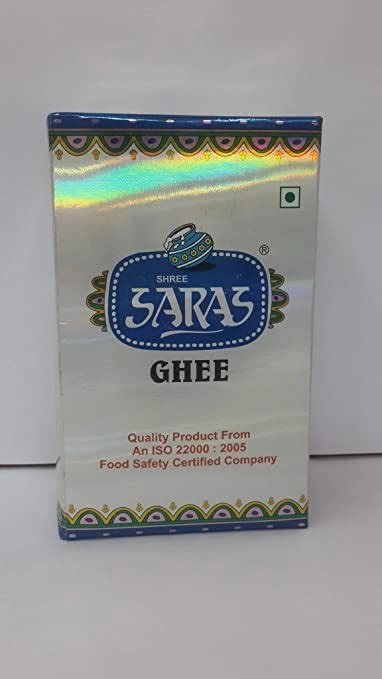 SHREE
SARAS
®
GHEE
Quality Product From
An ISO 22000 : 2005
Food Safety Certified Company